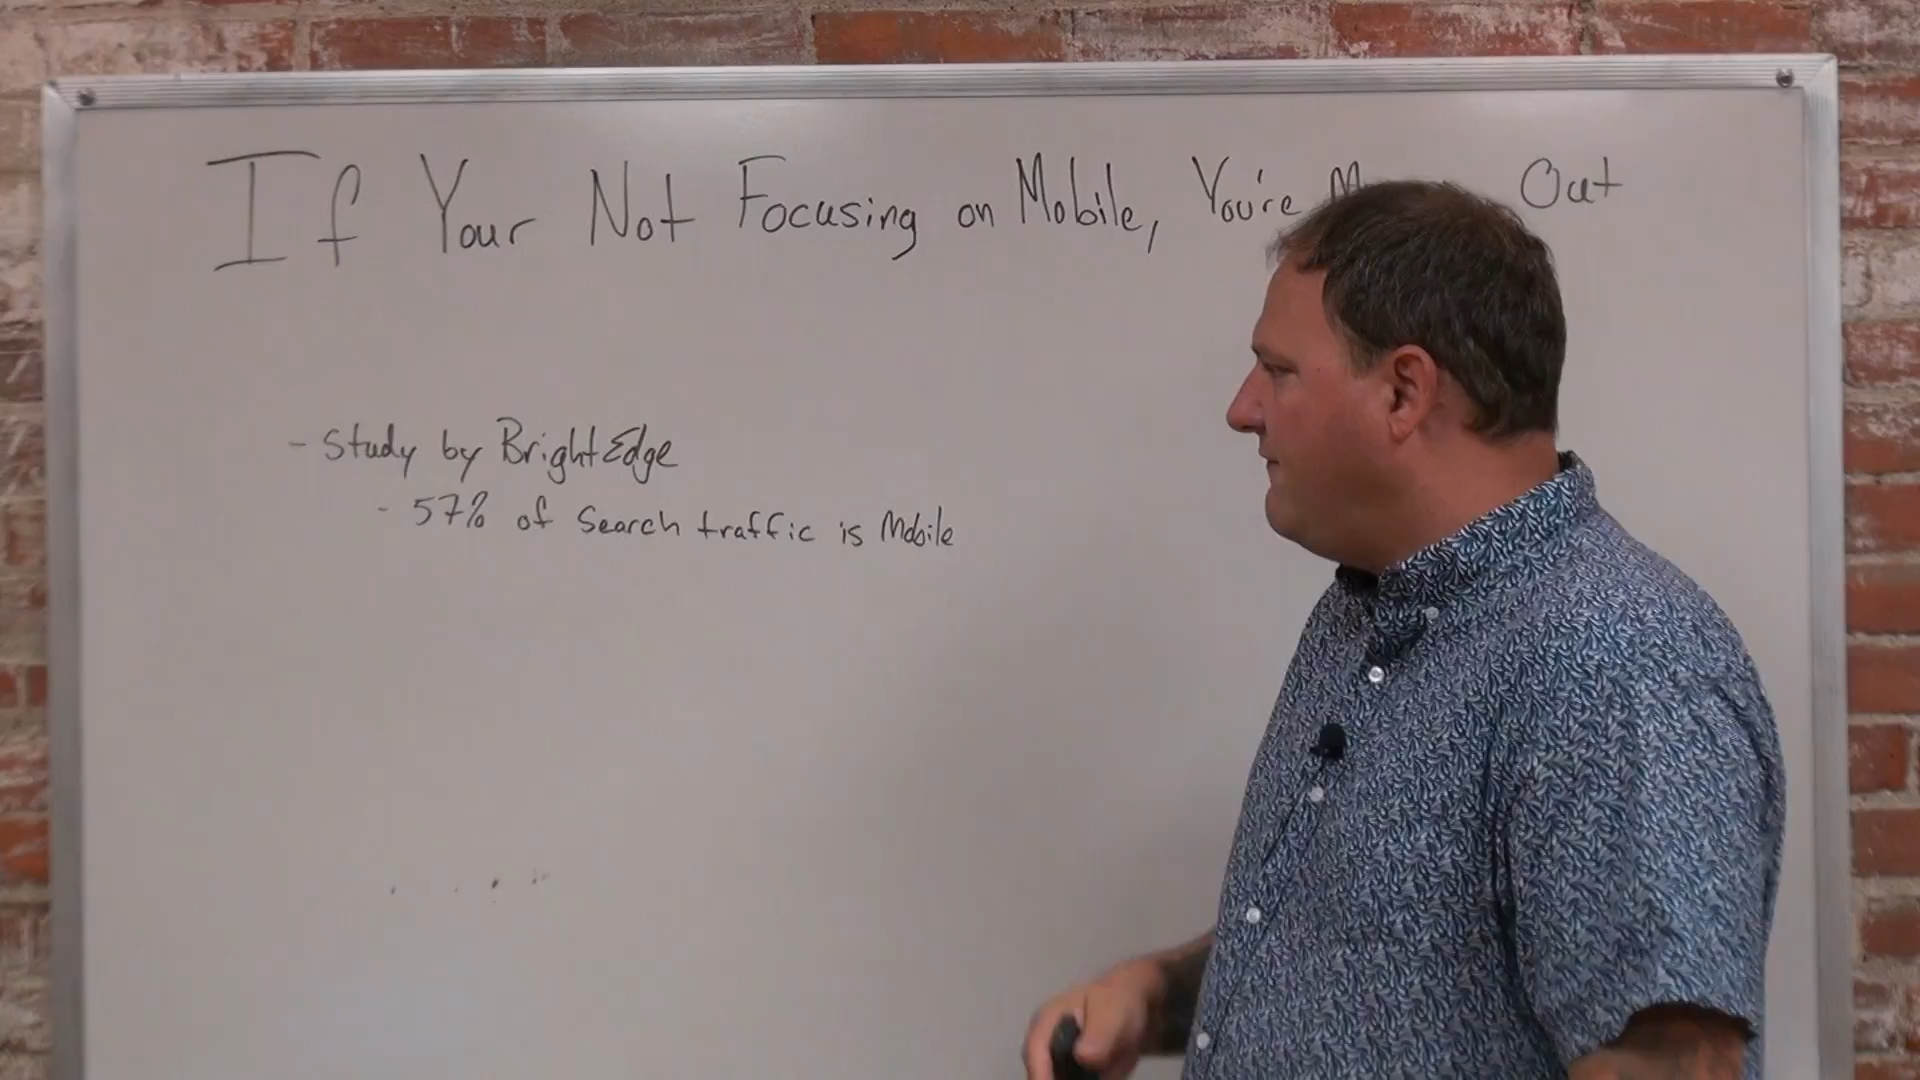 If Your Not Focusing on Mobile, You're Out
- Study by BrightEdge
- 57% of Search traffic is Mobile